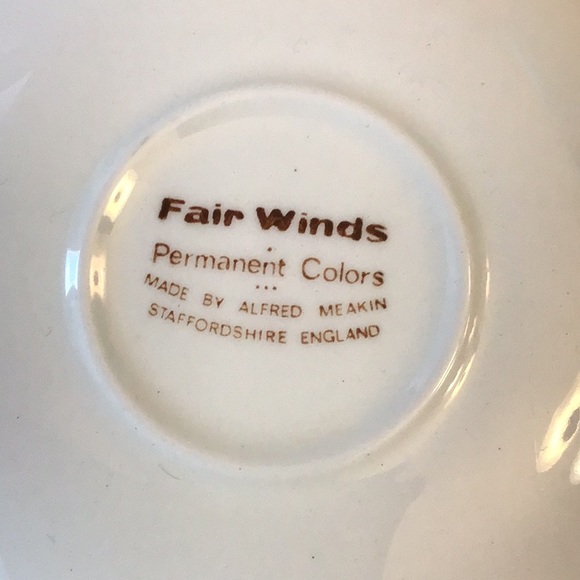 Fair Winds
Permanent Colors
MADE BY ALFRED MEAKIN
STAFFORDSHIRE ENGLAND